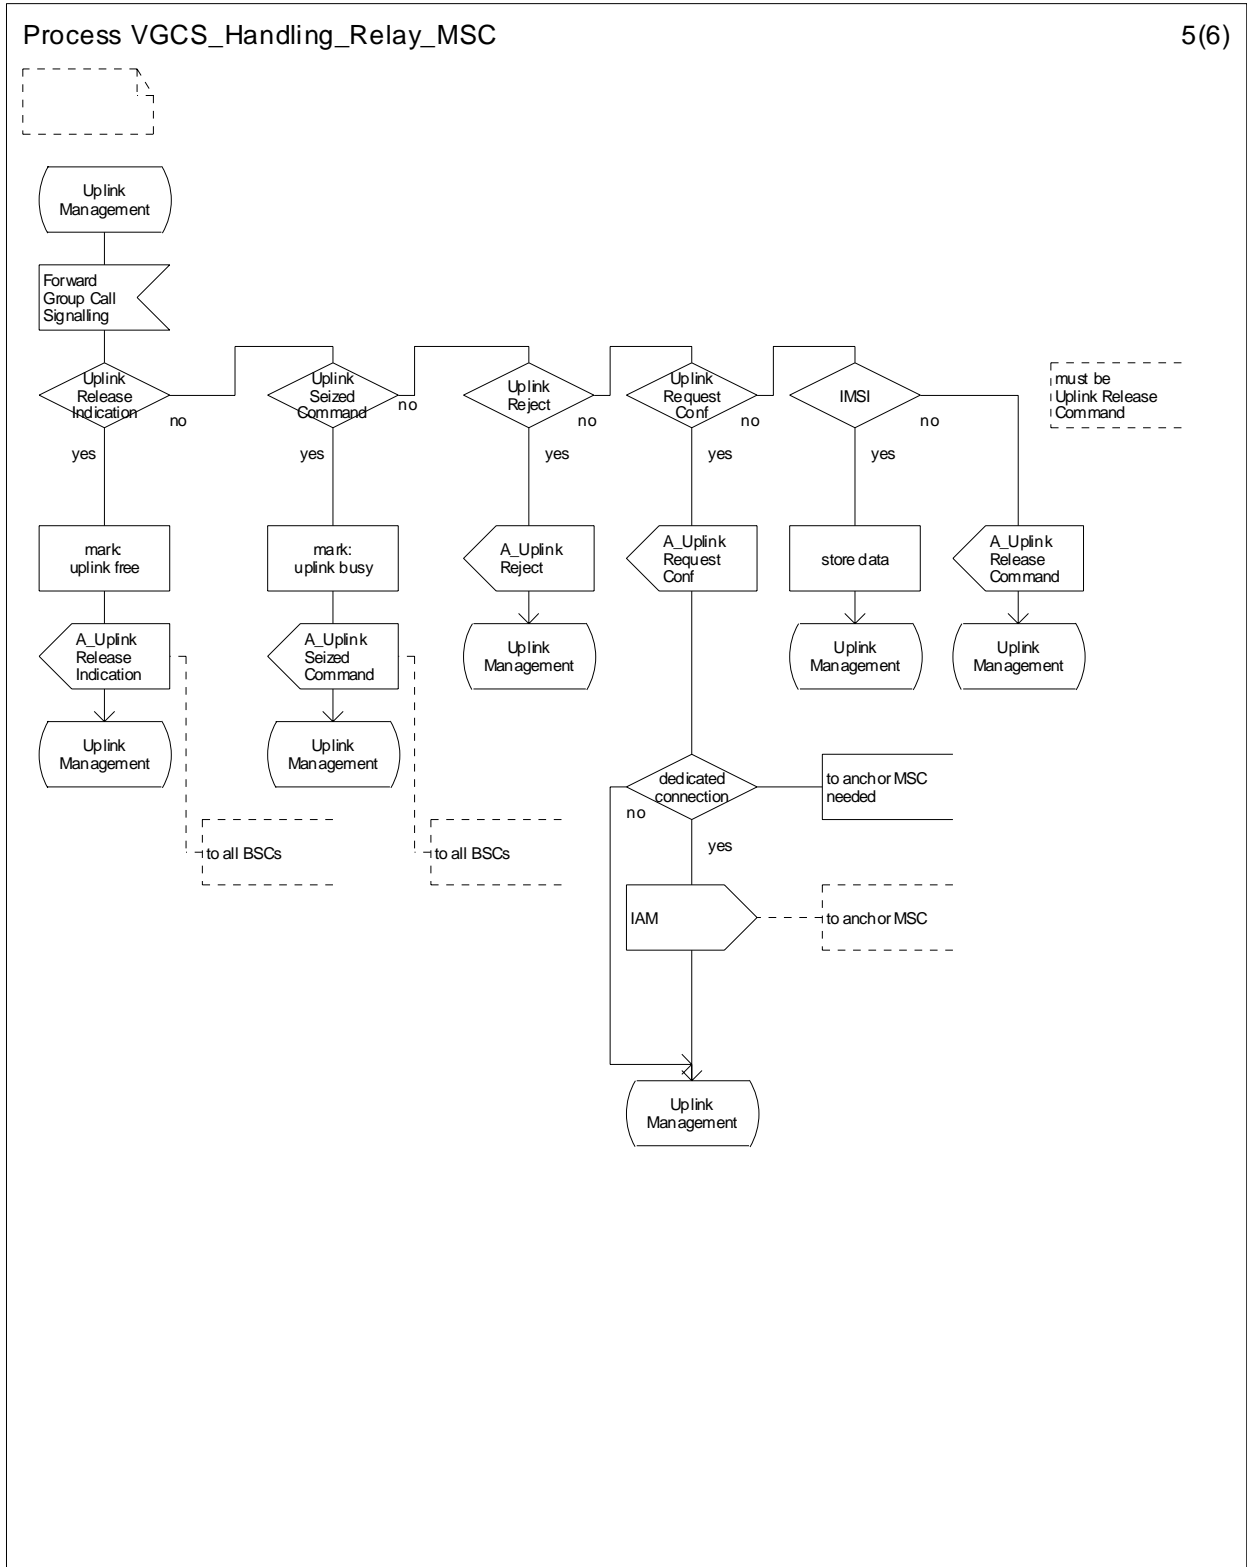 Process VGCS_Handling_Relay_MSC
5(6)
Uplink
Management
Forward
Group Call
Signalling
Uplink
Release
Indication
no
yes
Uplink
Seized
Command
no
yes
Uplink
Reject
no
yes
Uplink
Request
Conf
no
yes
IMSI
no
yes
must be
Uplink Release
Command
mark:
uplink free
mark:
uplink busy
A_Uplink
Reject
A_Uplink
Request
Conf
store data
A_Uplink
Release
Command
A_Uplink
Release
Indication
A_Uplink
Seized
Command
Uplink
Management
Uplink
Management
Uplink
Management
Uplink
Management
Uplink
Management
dedicated
connection
no
yes
to anchor MSC
needed
to all BSCs
to all BSCs
IAM
to anchor MSC
Uplink
Management